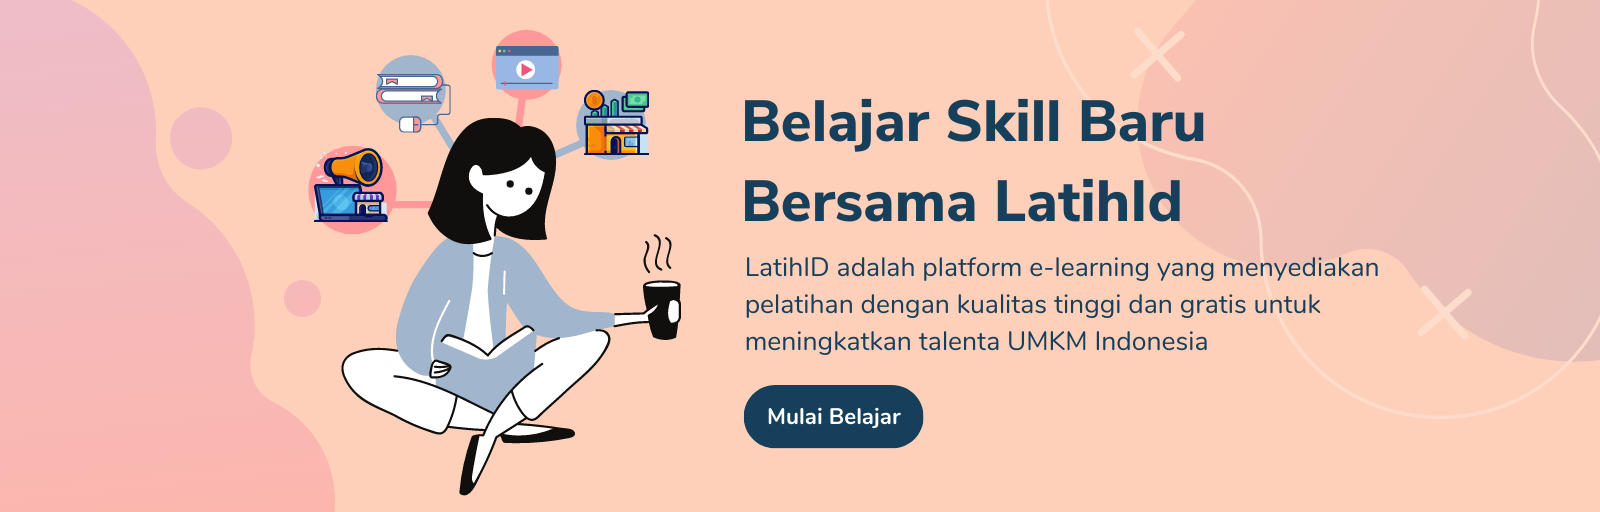 Belajar Skill Baru
Bersama LatihId
LatihID adalah platform e-learning yang menyediakan
pelatihan dengan kualitas tinggi dan gratis untuk
meningkatkan talenta UMKM Indonesia
Mulai Belajar